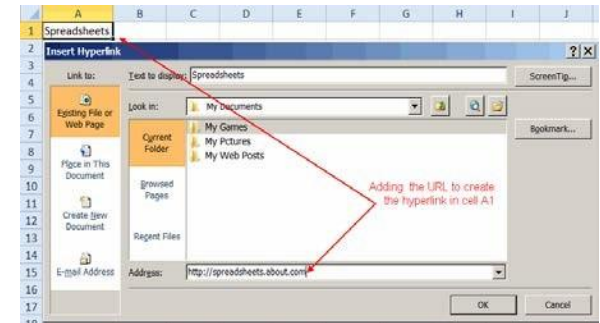 A B C D E F G H I J
1 Spreadsheets
2 Insert Hyperlink ? X
3
4 Link to: Text to display: Spreadsheets ScreenTip...
5
6 Existing File or Web Page Look in: My Documents
7 Bookmark...
8 Current Folder My Games
My Pctures
My Web Posts
9 Place in This Document
10 Browsed Pages Adding the URL to create
11 the hyperlink in cell A1
12 Create New Document
13 Recent Files
14
15 E-mail Address Address: http://spreadsheets.about.com
16
17 OK Cancel
18